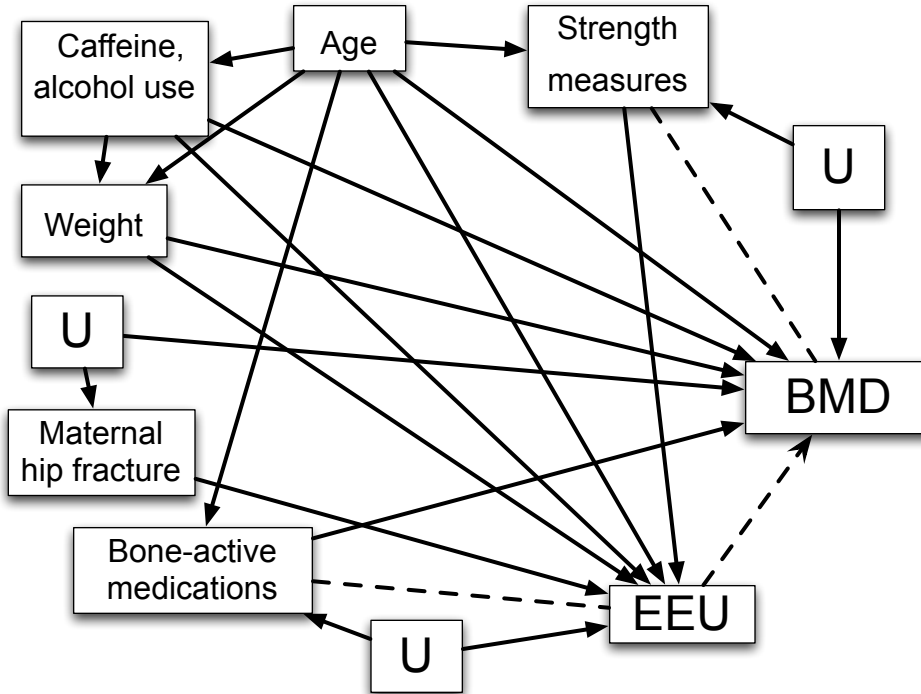 Caffeine,
alcohol use
Age
Strength
measures
U
Weight
U
BMD
Maternal
hip fracture
Bone-active
medications
EEU
U